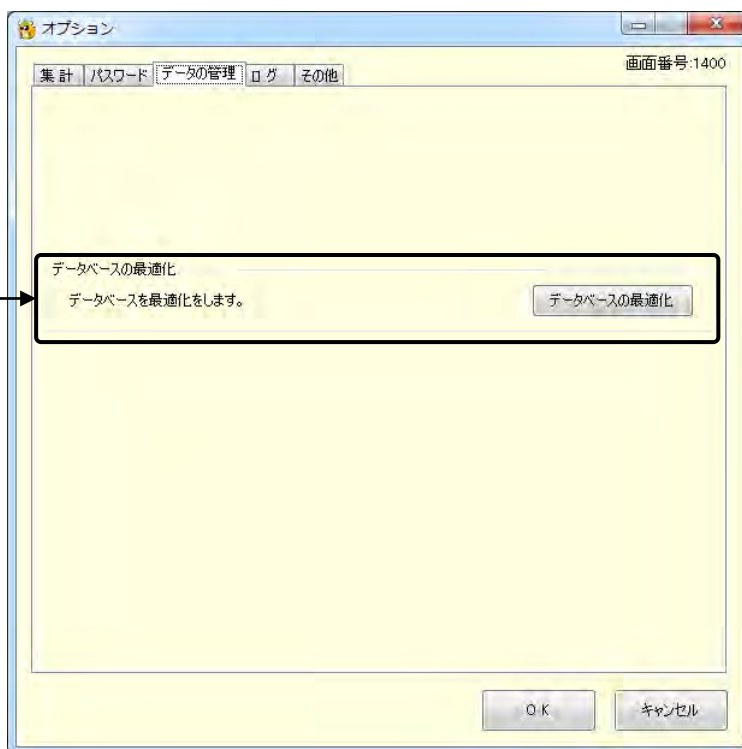 オプション
画面番号:1400
集 計 パスワード データの管理 ログ その他
データベースの最適化
データベースを最適化をします。 データベースの最適化
O K キャンセル